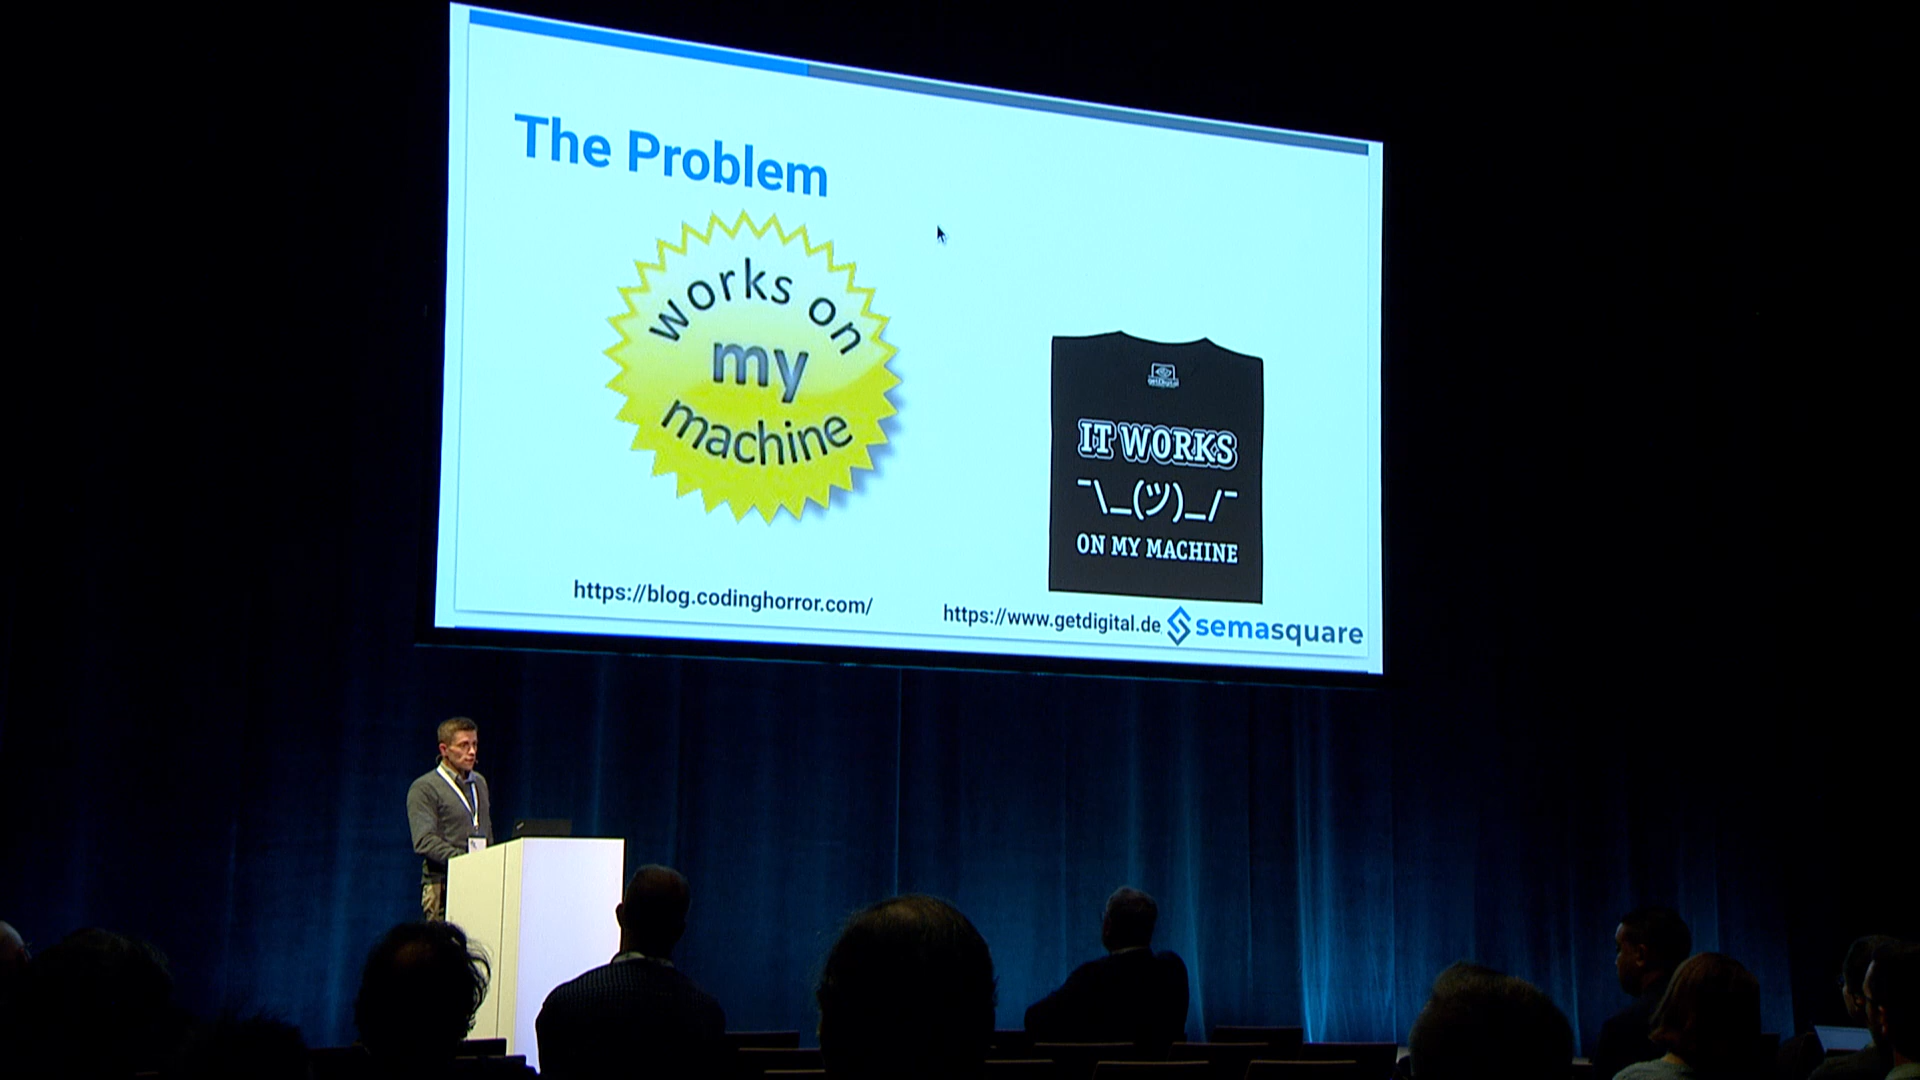 The Problem
works on
my
machine
getDigital
IT WORKS
¯\_(ツ)_/¯
ON MY MACHINE
https://blog.codinghorror.com/
https://www.getdigital.de
semasquare